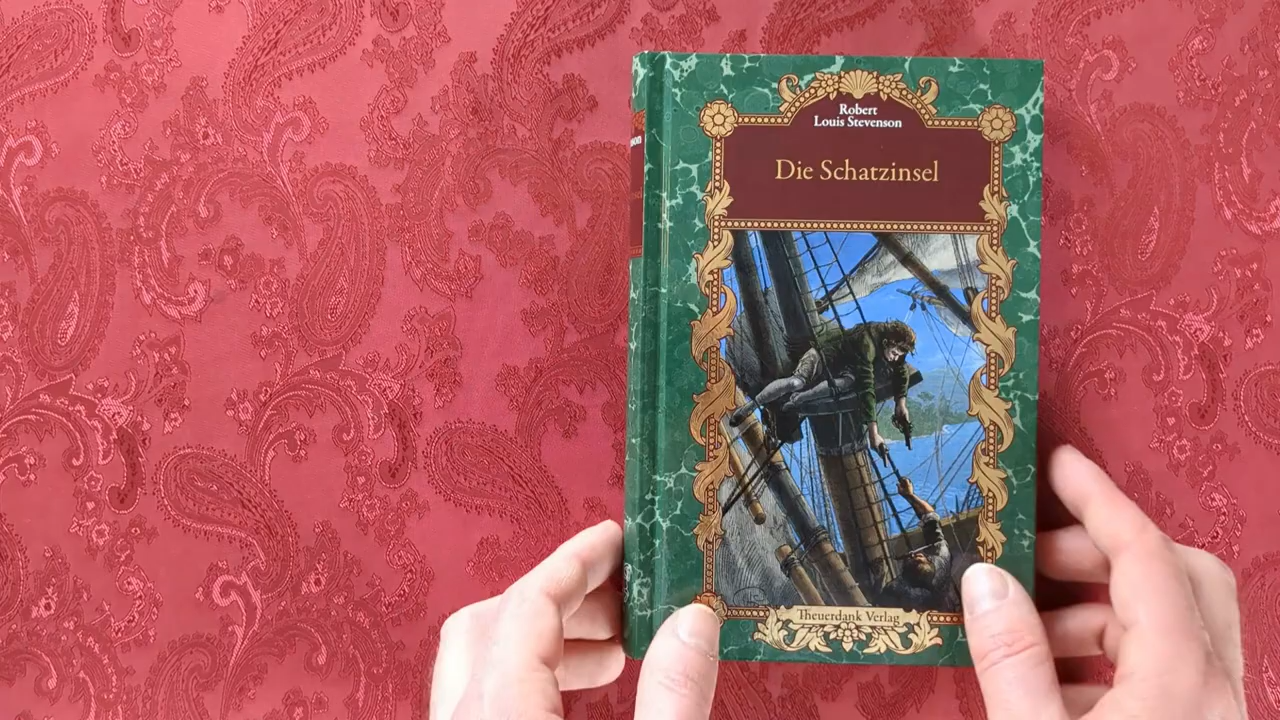 Robert
Louis Stevenson
Die Schatzinsel
Theuerdank Verlag